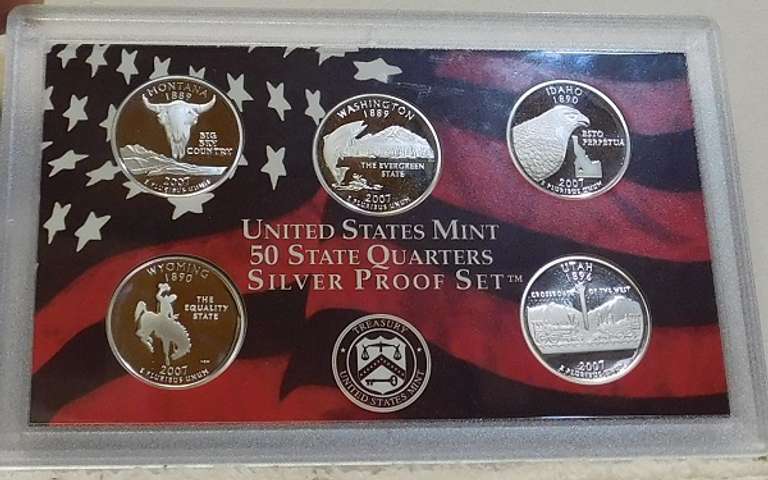 MONTANA
1889
BIG
SKY
COUNTRY
2007
E PLURIBUS UNUM
WASHINGTON
1889
THE EVERGREEN
STATE
2007
E PLURIBUS UNUM
IDAHO
1890
ESTO
PERPETUA
2007
E PLURIBUS UNUM
UNITED STATES MINT
50 STATE QUARTERS
SILVER PROOF SET™
WYOMING
1890
THE
EQUALITY
STATE
2007
E PLURIBUS UNUM
TREASURY
UNITED STATES MINT
UTAH
1896
CROSSROADS OF THE WEST
2007
E PLURIBUS UNUM